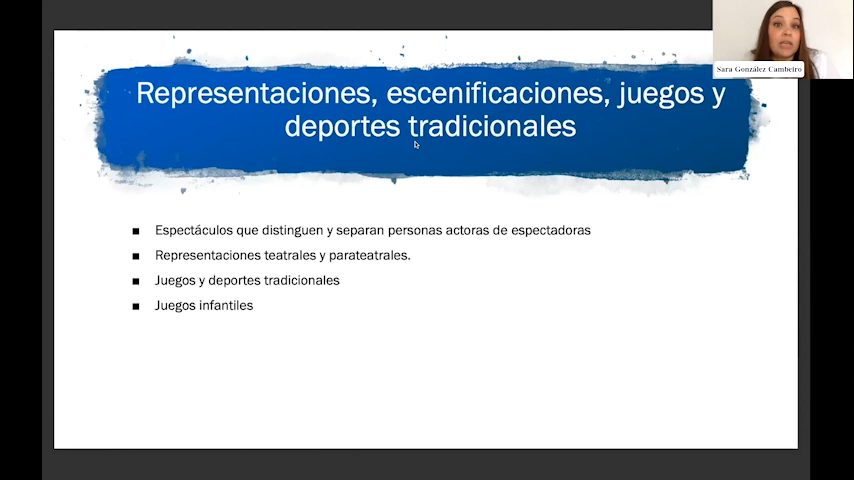 Sara González Cambeiro
Representaciones, escenificaciones, juegos y
deportes tradicionales
■ Espectáculos que distinguen y separan personas actoras de espectadoras
■ Representaciones teatrales y parateatrales.
■ Juegos y deportes tradicionales
■ Juegos infantiles